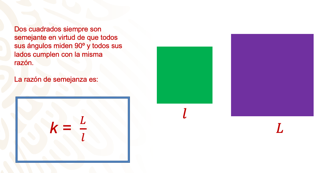 Dos cuadrados siempre son
semejante en virtud de que todos
sus ángulos miden 90º y todos sus
lados cumplen con la misma
razón.
La razón de semejanza es:
k = L/l
l
L